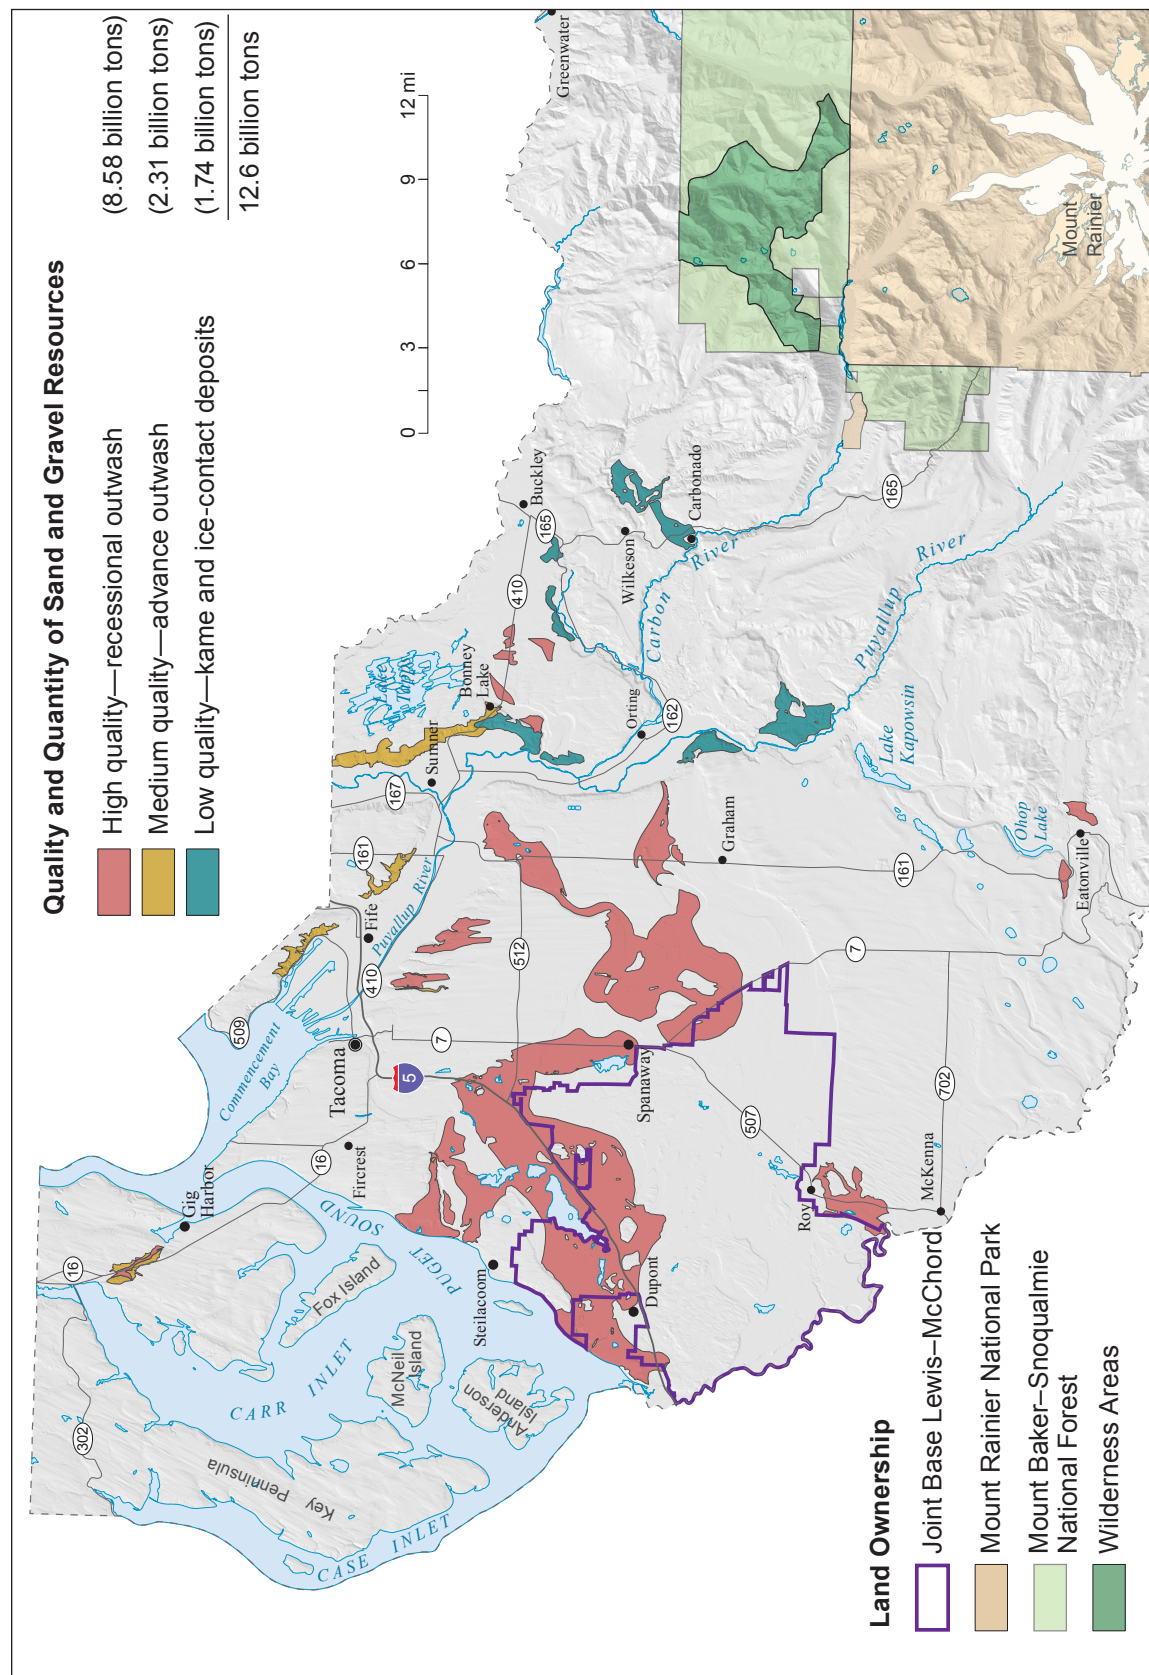 Quality and Quantity of Sand and Gravel Resources
High quality—recessional outwash (8.58 billion tons)
Medium quality—advance outwash (2.31 billion tons)
Low quality—kame and ice-contact deposits (1.74 billion tons)
12.6 billion tons
0 3 6 9 12 mi
302
16
16
Gig
Harbor
Key Penninsula
CASE INLET
CARR INLET
Fox Island
McNeil
Island
Anderson
Island
PUGET SOUND
Steilacoom
Fircrest
Commencement
Bay
509
Tacoma
5
7
410
Fife
Puyallup River
161
167
Sumner
Lake
Tapps
Bonney
Lake
410
Buckley
165
Wilkeson
Carbonado
Carbon River
Orting
162
512
Spanaway
Graham
Dupont
507
Roy
McKenna
702
7
161
Lake
Kapowsin
Ohop
Lake
Eatonville
Puyallup River
165
Greenwater
Mount
Rainier
Land Ownership
Joint Base Lewis–McChord
Mount Rainier National Park
Mount Baker–Snoqualmie
National Forest
Wilderness Areas